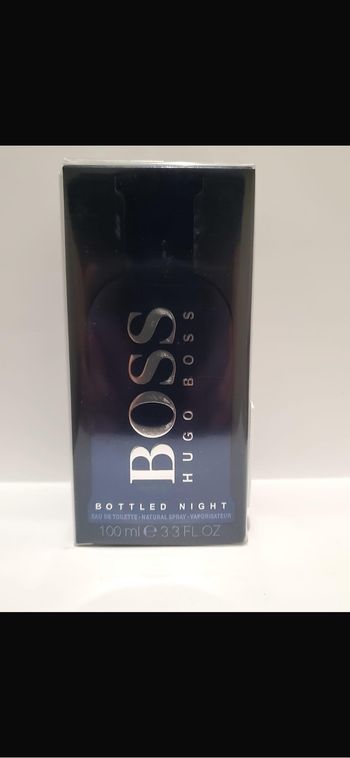 BOSS
HUGO BOSS
BOTTLED NIGHT
EAU DE TOILETTE · NATURAL SPRAY · VAPORISATEUR
100 ml ℮ 3.3 FL.OZ